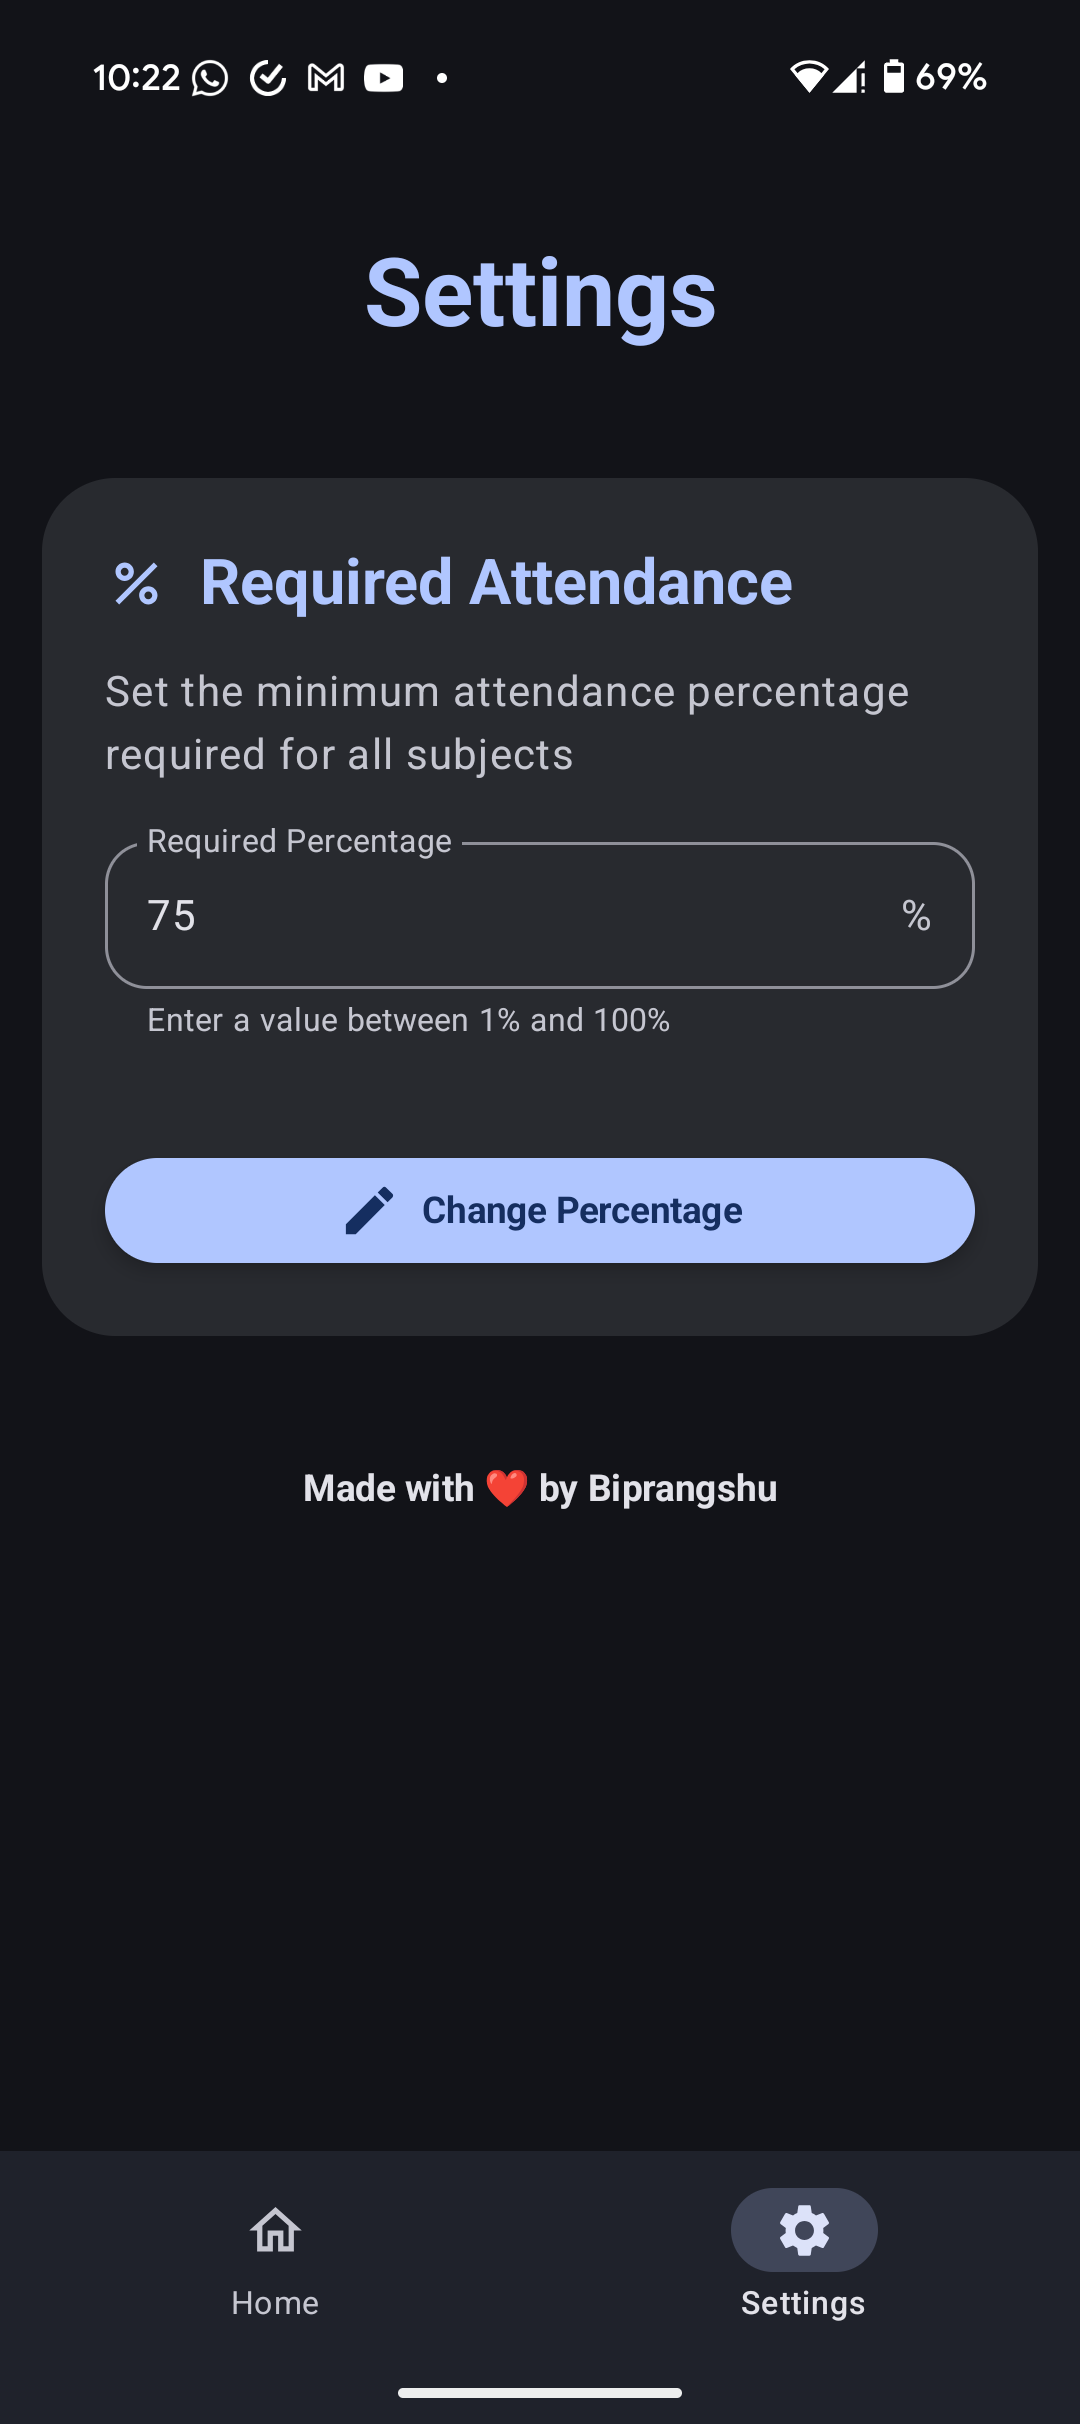 10:22
69%
Settings
Required Attendance
Set the minimum attendance percentage
required for all subjects
Required Percentage
75 %
Enter a value between 1% and 100%
Change Percentage
Made with ❤️ by Biprangshu
Home
Settings